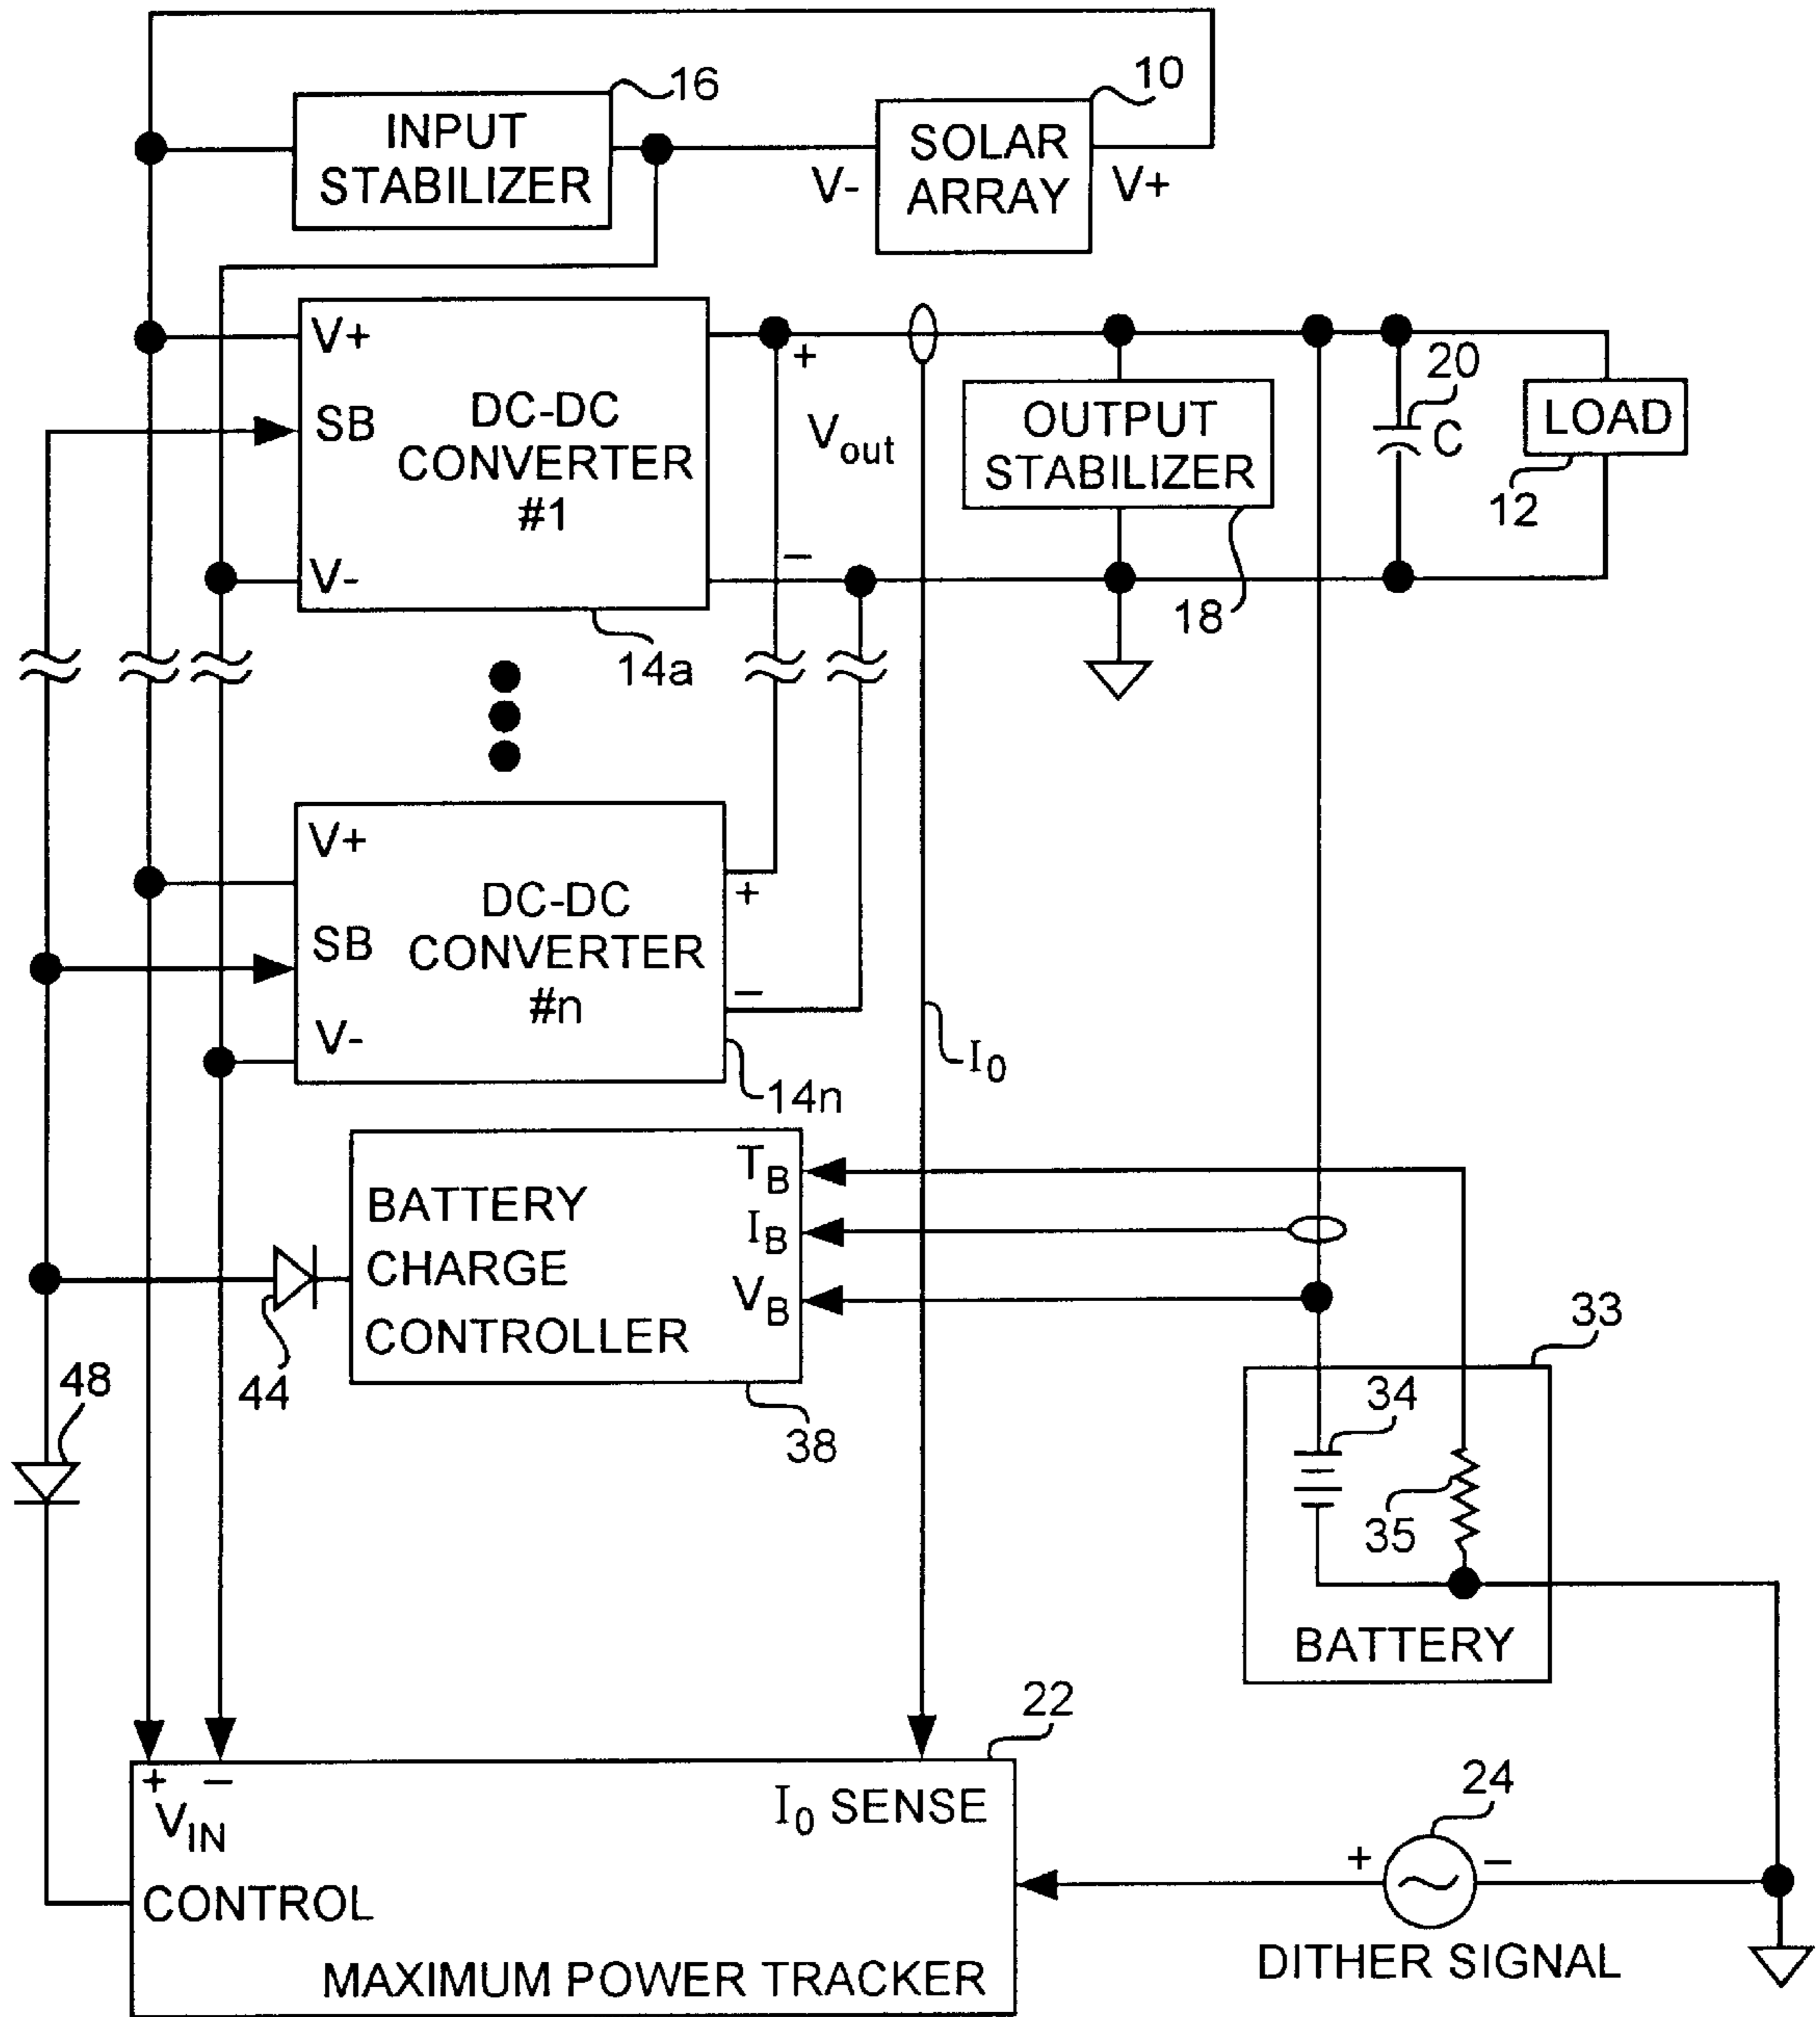 16
10
INPUT
STABILIZER
SOLAR
ARRAY
V-
V+
V+
SB
V-
DC-DC
CONVERTER
#1
14a
+
Vout
−
OUTPUT
STABILIZER
18
20
C
LOAD
12
V+
SB
V-
DC-DC
CONVERTER
#n
+
−
14n
I0
BATTERY
CHARGE
CONTROLLER
TB
IB
VB
38
44
48
33
34
35
BATTERY
22
+ −
VIN
I0 SENSE
CONTROL
MAXIMUM POWER TRACKER
24
+ −
DITHER SIGNAL